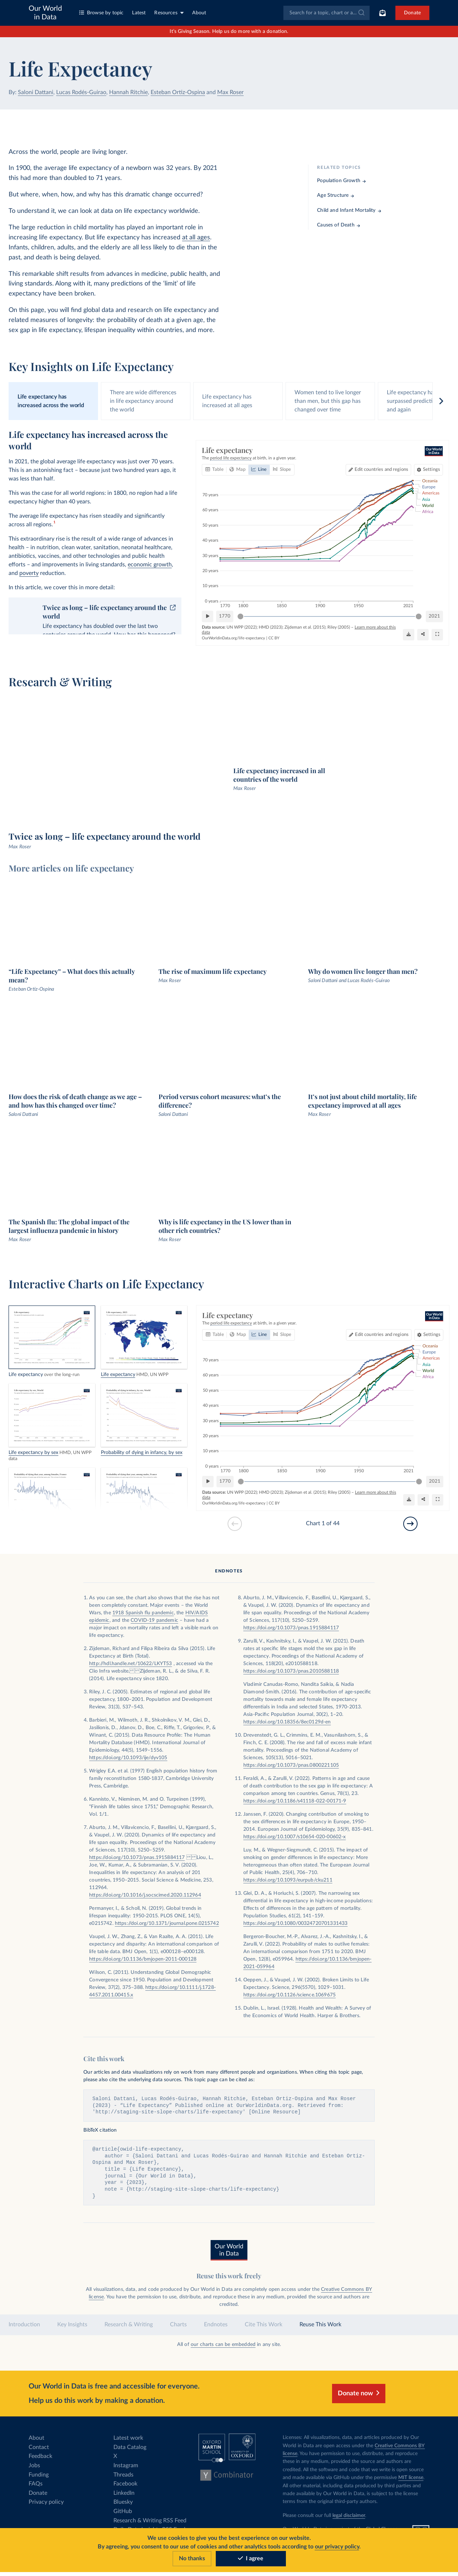 Our World
in Data
Browse by topic
Latest
Resources
About
Search for a topic, chart or a...
Donate
It's Giving Season. Help us do more with a donation.
Life Expectancy
By: Saloni Dattani, Lucas Rodés-Guirao, Hannah Ritchie, Esteban Ortiz-Ospina and Max Roser
Across the world, people are living longer.
In 1900, the average life expectancy of a newborn was 32 years. By 2021
this had more than doubled to 71 years.
But where, when, how, and why has this dramatic change occurred?
To understand it, we can look at data on life expectancy worldwide.
The large reduction in child mortality has played an important role in
increasing life expectancy. But life expectancy has increased at all ages.
Infants, children, adults, and the elderly are all less likely to die than in the
past, and death is being delayed.
This remarkable shift results from advances in medicine, public health, and
living standards. Along with it, many predictions of the 'limit' of life
expectancy have been broken.
On this page, you will find global data and research on life expectancy and
related measures of longevity: the probability of death at a given age, the
sex gap in life expectancy, lifespan inequality within countries, and more.
RELATED TOPICS
Population Growth
Age Structure
Child and Infant Mortality
Causes of Death
Key Insights on Life Expectancy
Life expectancy has
increased across the world
There are wide differences
in life expectancy around
the world
Life expectancy has
increased at all ages
Women tend to live longer
than men, but this gap has
changed over time
Life expectancy ha
surpassed predicti
and again
Life expectancy has increased across the
world
In 2021, the global average life expectancy was just over 70 years.
This is an astonishing fact – because just two hundred years ago, it
was less than half.
This was the case for all world regions: in 1800, no region had a life
expectancy higher than 40 years.
The average life expectancy has risen steadily and significantly
across all regions.1
This extraordinary rise is the result of a wide range of advances in
health – in nutrition, clean water, sanitation, neonatal healthcare,
antibiotics, vaccines, and other technologies and public health
efforts – and improvements in living standards, economic growth,
and poverty reduction.
In this article, we cover this in more detail:
Twice as long – life expectancy around the
world
Life expectancy has doubled over the last two
Life expectancy
The period life expectancy at birth, in a given year.
Our World
in Data
Table
Map
Line
Slope
Edit countries and regions
Settings
70 years
60 years
50 years
40 years
30 years
20 years
10 years
0 years
1770
1800
1850
1900
1950
2021
Oceania
Europe
Americas
Asia
World
Africa
1770
2021
Data source: UN WPP (2022); HMD (2023); Zijdeman et al. (2015); Riley (2005) – Learn more about this
data
OurWorldinData.org/life-expectancy | CC BY
Research & Writing
Life expectancy increased in all
countries of the world
Max Roser
Twice as long – life expectancy around the world
Max Roser
More articles on life expectancy
“Life Expectancy” – What does this actually
mean?
Esteban Ortiz-Ospina
The rise of maximum life expectancy
Max Roser
Why do women live longer than men?
Saloni Dattani and Lucas Rodés-Guirao
How does the risk of death change as we age –
and how has this changed over time?
Saloni Dattani
Period versus cohort measures: what's the
difference?
Saloni Dattani
It's not just about child mortality, life
expectancy improved at all ages
Max Roser
The Spanish flu: The global impact of the
largest influenza pandemic in history
Max Roser
Why is life expectancy in the US lower than in
other rich countries?
Max Roser
Interactive Charts on Life Expectancy
Life expectancy over the long-run
Life expectancy HMD, UN WPP
Life expectancy by sex HMD, UN WPP
data
Probability of dying in infancy, by sex
Life expectancy
The period life expectancy at birth, in a given year.
Our World
in Data
Table
Map
Line
Slope
Edit countries and regions
Settings
70 years
60 years
50 years
40 years
30 years
20 years
10 years
0 years
1770
1800
1850
1900
1950
2021
Oceania
Europe
Americas
Asia
World
Africa
1770
2021
Data source: UN WPP (2022); HMD (2023); Zijdeman et al. (2015); Riley (2005) – Learn more about this
data
OurWorldinData.org/life-expectancy | CC BY
Chart 1 of 44
ENDNOTES
1. As you can see, the chart also shows that the rise has not
been completely constant. Major events – the World
Wars, the 1918 Spanish flu pandemic, the HIV/AIDS
epidemic, and the COVID-19 pandemic – have had a
major impact on mortality rates and left a visible mark on
life expectancy.
2. Zijdeman, Richard and Filipa Ribeira da Silva (2015). Life
Expectancy at Birth (Total).
http://hdl.handle.net/10622/LKYT53 , accessed via the
Clio Infra website. Zijdeman, R. L., & de Silva, F. R.
(2014). Life expectancy since 1820.
3. Riley, J. C. (2005). Estimates of regional and global life
expectancy, 1800–2001. Population and Development
Review, 31(3), 537–543.
4. Barbieri, M., Wilmoth, J. R., Shkolnikov, V. M., Glei, D.,
Jasilionis, D., Jdanov, D., Boe, C., Riffe, T., Grigoriev, P., &
Winant, C. (2015). Data Resource Profile: The Human
Mortality Database (HMD). International Journal of
Epidemiology, 44(5), 1549–1556.
https://doi.org/10.1093/ije/dyv105
5. Wrigley E.A. et al. (1997) English population history from
family reconstitution 1580-1837, Cambridge University
Press, Cambridge.
6. Kannisto, V., Nieminen, M. and O. Turpeinen (1999),
"Finnish life tables since 1751," Demographic Research,
Vol. 1/1.
7. Aburto, J. M., Villavicencio, F., Basellini, U., Kjærgaard, S.,
& Vaupel, J. W. (2020). Dynamics of life expectancy and
life span equality. Proceedings of the National Academy
of Sciences, 117(10), 5250–5259.
https://doi.org/10.1073/pnas.1915884117 Liou, L.,
Joe, W., Kumar, A., & Subramanian, S. V. (2020).
Inequalities in life expectancy: An analysis of 201
countries, 1950–2015. Social Science & Medicine, 253,
112964.
https://doi.org/10.1016/j.socscimed.2020.112964
Permanyer, I., & Scholl, N. (2019). Global trends in
lifespan inequality: 1950-2015. PLOS ONE, 14(5),
e0215742. https://doi.org/10.1371/journal.pone.0215742
Vaupel, J. W., Zhang, Z., & Van Raalte, A. A. (2011). Life
expectancy and disparity: An international comparison of
life table data. BMJ Open, 1(1), e000128–e000128.
https://doi.org/10.1136/bmjopen-2011-000128
Wilson, C. (2011). Understanding Global Demographic
Convergence since 1950. Population and Development
Review, 37(2), 375–388. https://doi.org/10.1111/j.1728-
4457.2011.00415.x
8. Aburto, J. M., Villavicencio, F., Basellini, U., Kjærgaard, S.,
& Vaupel, J. W. (2020). Dynamics of life expectancy and
life span equality. Proceedings of the National Academy
of Sciences, 117(10), 5250–5259.
https://doi.org/10.1073/pnas.1915884117
9. Zarulli, V., Kashnitsky, I., & Vaupel, J. W. (2021). Death
rates at specific life stages mold the sex gap in life
expectancy. Proceedings of the National Academy of
Sciences, 118(20), e2010588118.
https://doi.org/10.1073/pnas.2010588118
Vladimir Canudas-Romo, Nandita Saikia, & Nadia
Diamond-Smith. (2016). The contribution of age-specific
mortality towards male and female life expectancy
differentials in India and selected States, 1970-2013.
Asia-Pacific Population Journal, 30(2), 1–20.
https://doi.org/10.18356/8ec0129d-en
10. Drevenstedt, G. L., Crimmins, E. M., Vasunilashorn, S., &
Finch, C. E. (2008). The rise and fall of excess male infant
mortality. Proceedings of the National Academy of
Sciences, 105(13), 5016–5021.
https://doi.org/10.1073/pnas.0800221105
11. Feraldi, A., & Zarulli, V. (2022). Patterns in age and cause
of death contributing to the sex gap in life expectancy: A
comparison among ten countries. Genus, 78(1), 23.
https://doi.org/10.1186/s41118-022-00171-9
12. Janssen, F. (2020). Changing contribution of smoking to
the sex differences in life expectancy in Europe, 1950–
2014. European Journal of Epidemiology, 35(9), 835–841.
https://doi.org/10.1007/s10654-020-00602-x
Luy, M., & Wegner-Siegmundt, C. (2015). The impact of
smoking on gender differences in life expectancy: More
heterogeneous than often stated. The European Journal
of Public Health, 25(4), 706–710.
https://doi.org/10.1093/eurpub/cku211
13. Glei, D. A., & Horiuchi, S. (2007). The narrowing sex
differential in life expectancy in high-income populations:
Effects of differences in the age pattern of mortality.
Population Studies, 61(2), 141–159.
https://doi.org/10.1080/00324720701331433
Bergeron-Boucher, M.-P., Alvarez, J.-A., Kashnitsky, I., &
Zarulli, V. (2022). Probability of males to outlive females:
An international comparison from 1751 to 2020. BMJ
Open, 12(8), e059964. https://doi.org/10.1136/bmjopen-
2021-059964
14. Oeppen, J., & Vaupel, J. W. (2002). Broken Limits to Life
Expectancy. Science, 296(5570), 1029–1031.
https://doi.org/10.1126/science.1069675
15. Dublin, L., Israel. (1928). Health and Wealth: A Survey of
the Economics of World Health. Harper & Brothers.
Cite this work
Our articles and data visualizations rely on work from many different people and organizations. When citing this topic page,
please also cite the underlying data sources. This topic page can be cited as:
Saloni Dattani, Lucas Rodés-Guirao, Hannah Ritchie, Esteban Ortiz-Ospina and Max Roser
(2023) - “Life Expectancy” Published online at OurWorldinData.org. Retrieved from:
'http://staging-site-slope-charts/life-expectancy' [Online Resource]
BibTeX citation
@article{owid-life-expectancy,
author = {Saloni Dattani and Lucas Rodés-Guirao and Hannah Ritchie and Esteban Ortiz-
Ospina and Max Roser},
title = {Life Expectancy},
journal = {Our World in Data},
year = {2023},
note = {http://staging-site-slope-charts/life-expectancy}
}
Our World
in Data
Reuse this work freely
All visualizations, data, and code produced by Our World in Data are completely open access under the Creative Commons BY
license. You have the permission to use, distribute, and reproduce these in any medium, provided the source and authors are
credited.
Introduction
Key Insights
Research & Writing
Charts
Endnotes
Cite This Work
Reuse This Work
All of our charts can be embedded in any site.
Our World in Data is free and accessible for everyone.
Help us do this work by making a donation.
Donate now
About
Contact
Feedback
Jobs
Funding
FAQs
Donate
Privacy policy
Latest work
Data Catalog
X
Instagram
Threads
Facebook
LinkedIn
Bluesky
GitHub
Research & Writing RSS Feed
OXFORD
MARTIN
SCHOOL
UNIVERSITY OF
OXFORD
Y Combinator
Licenses: All visualizations, data, and articles produced by Our
World in Data are open access under the Creative Commons BY
license. You have permission to use, distribute, and reproduce
these in any medium, provided the source and authors are
credited. All the software and code that we write is open source
and made available via GitHub under the permissive MIT license.
All other material, including data produced by third parties and
made available by Our World in Data, is subject to the license
terms from the original third-party authors.
Please consult our full legal disclaimer.
We use cookies to give you the best experience on our website.
By agreeing, you consent to our use of cookies and other analytics tools according to our privacy policy.
No thanks
I agree